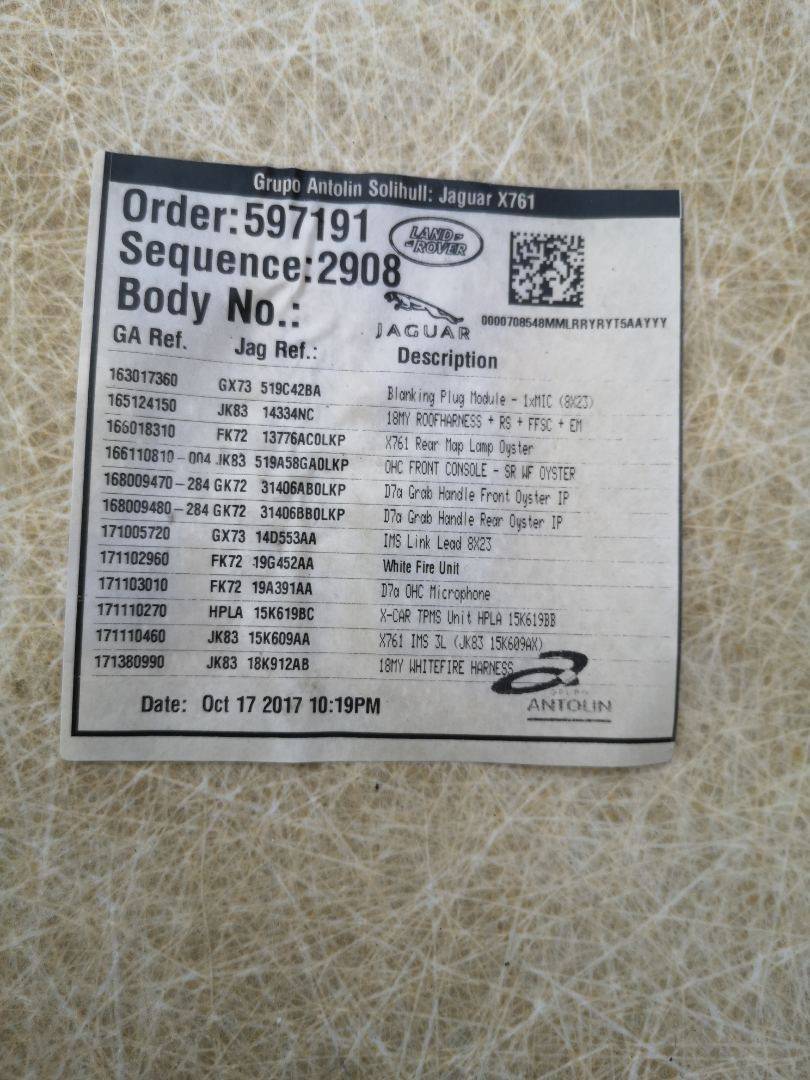 Grupo Antolin Solihull: Jaguar X761
Order:597191
LAND-ROVER
Sequence:2908
Body No.:
JAGUAR
0000708548MMLRRYRYT5AAYYY
GA Ref. Jag Ref.: Description
163017360 GX73 519C42BA Blanking Plug Module - 1xMIC (8X23)
165124150 JK83 14334NC 18MY ROOFHARNESS + RS + FFSC + EM
166018310 FK72 13776AC0LKP X761 Rear Map Lamp Oyster
166110810-004 JK83 519A58GA0LKP OHC FRONT CONSOLE - SR WF OYSTER
168009470-284 GK72 31406AB0LKP D7a Grab Handle Front Oyster IP
168009480-284 GK72 31406BB0LKP D7a Grab Handle Rear Oyster IP
171005720 GX73 14D553AA IMS Link Lead 8X23
171102960 FK72 19G452AA White Fire Unit
171103010 FK72 19A391AA D7a OHC Microphone
171110270 HPLA 15K619BC X-CAR TPMS Unit HPLA 15K619BB
171110460 JK83 15K609AA X761 IMS 3L (JK83 15K609AX)
171380990 JK83 18K912AB 18MY WHITEFIRE HARNESS
Date: Oct 17 2017 10:19PM
GRUPO
ANTOLIN